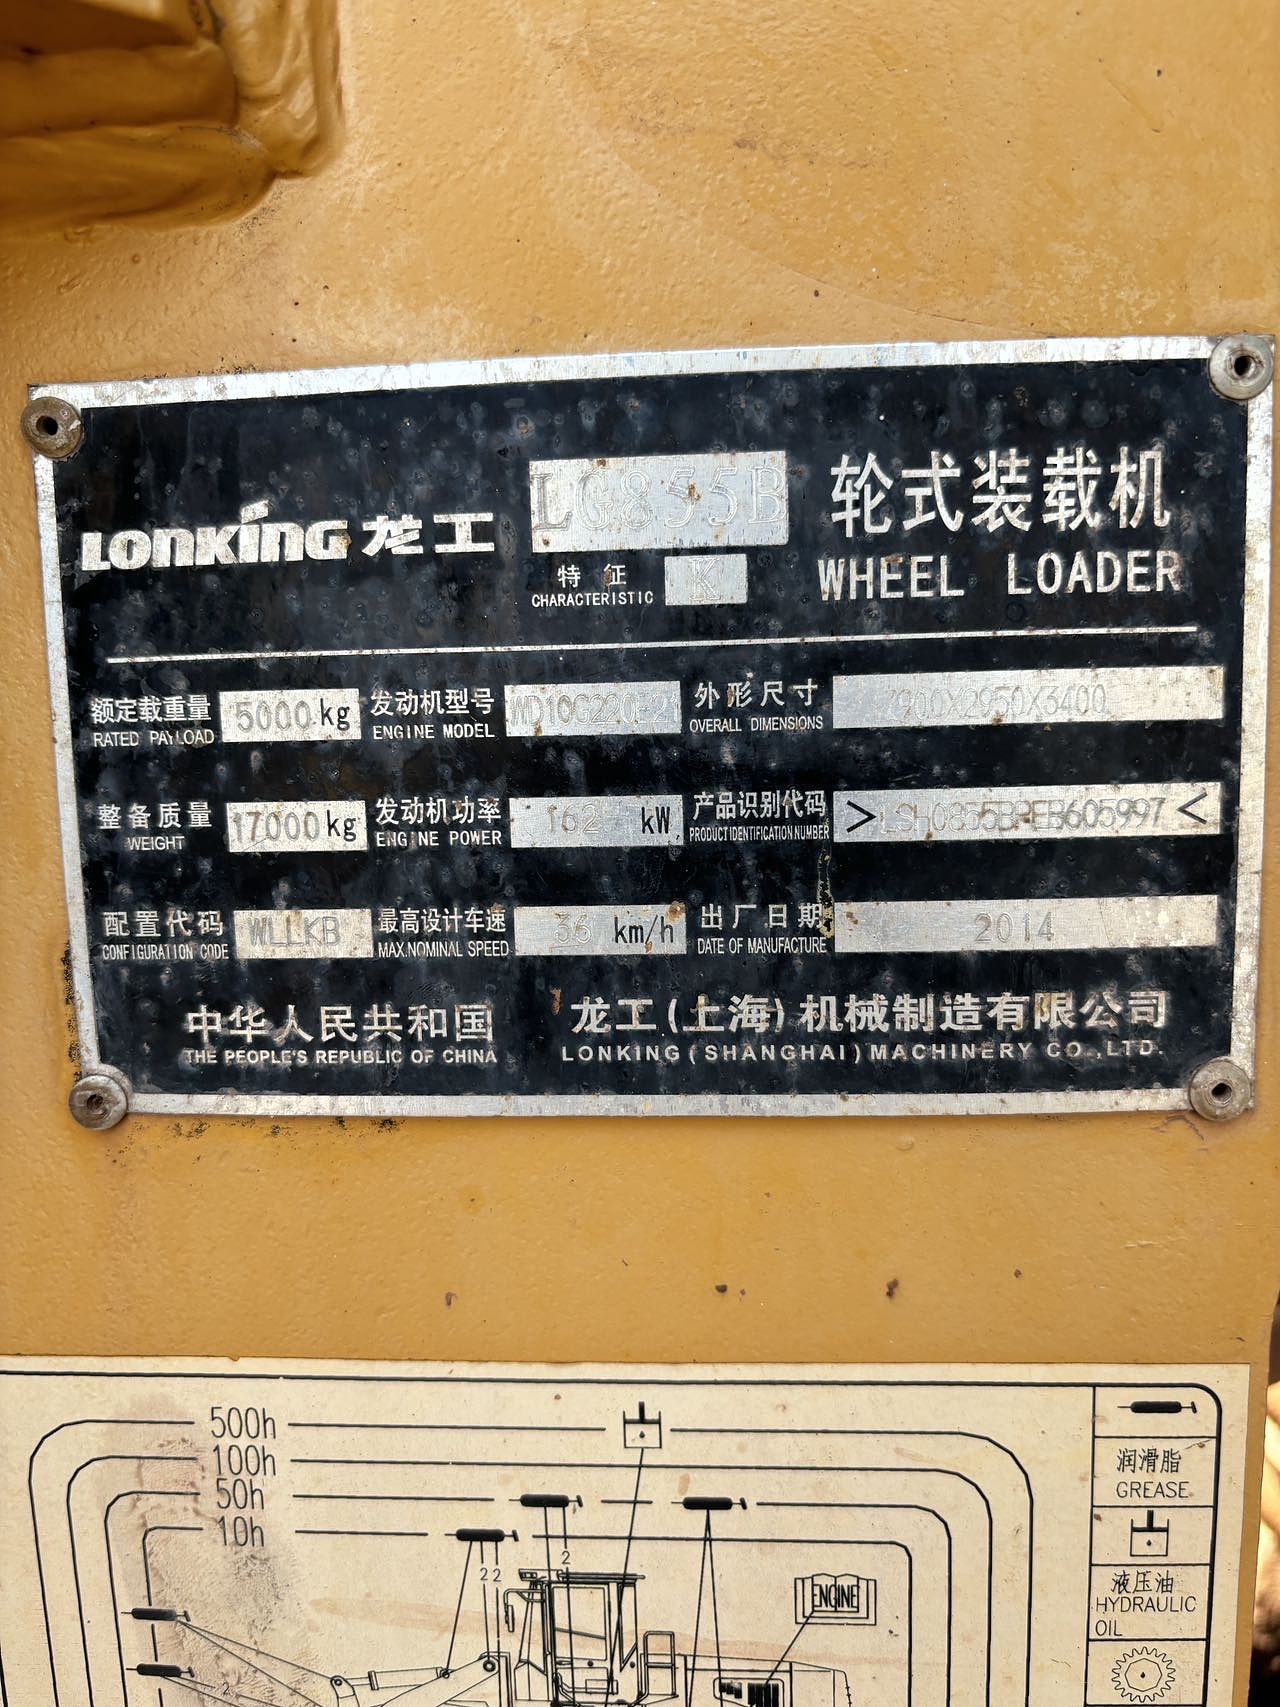 LONKING 龙工 LG855B 轮式装载机
特征 K
CHARACTERISTIC
WHEEL LOADER
额定载重量 5000 kg 发动机型号 WD10G220-21 外形尺寸
RATED PAYLOAD ENGINE MODEL OVERALL DIMENSIONS
整备质量 17000 kg 发动机功率 162 kW 产品识别代码
WEIGHT ENGINE POWER PRODUCT IDENTIFICATION NUMBER
配置代码 WLLKB 最高设计车速 36 km/h 出厂日期 2014
CONFIGURATION CODE MAX.NOMINAL SPEED DATE OF MANUFACTURE
中华人民共和国 龙工(上海)机械制造有限公司
THE PEOPLE'S REPUBLIC OF CHINA LONKING(SHANGHAI)MACHINERY CO.,LTD.
500h
100h
50h
10h
2
2 2
ENGINE
2
润滑脂
GREASE
液压油
HYDRAULIC
OIL